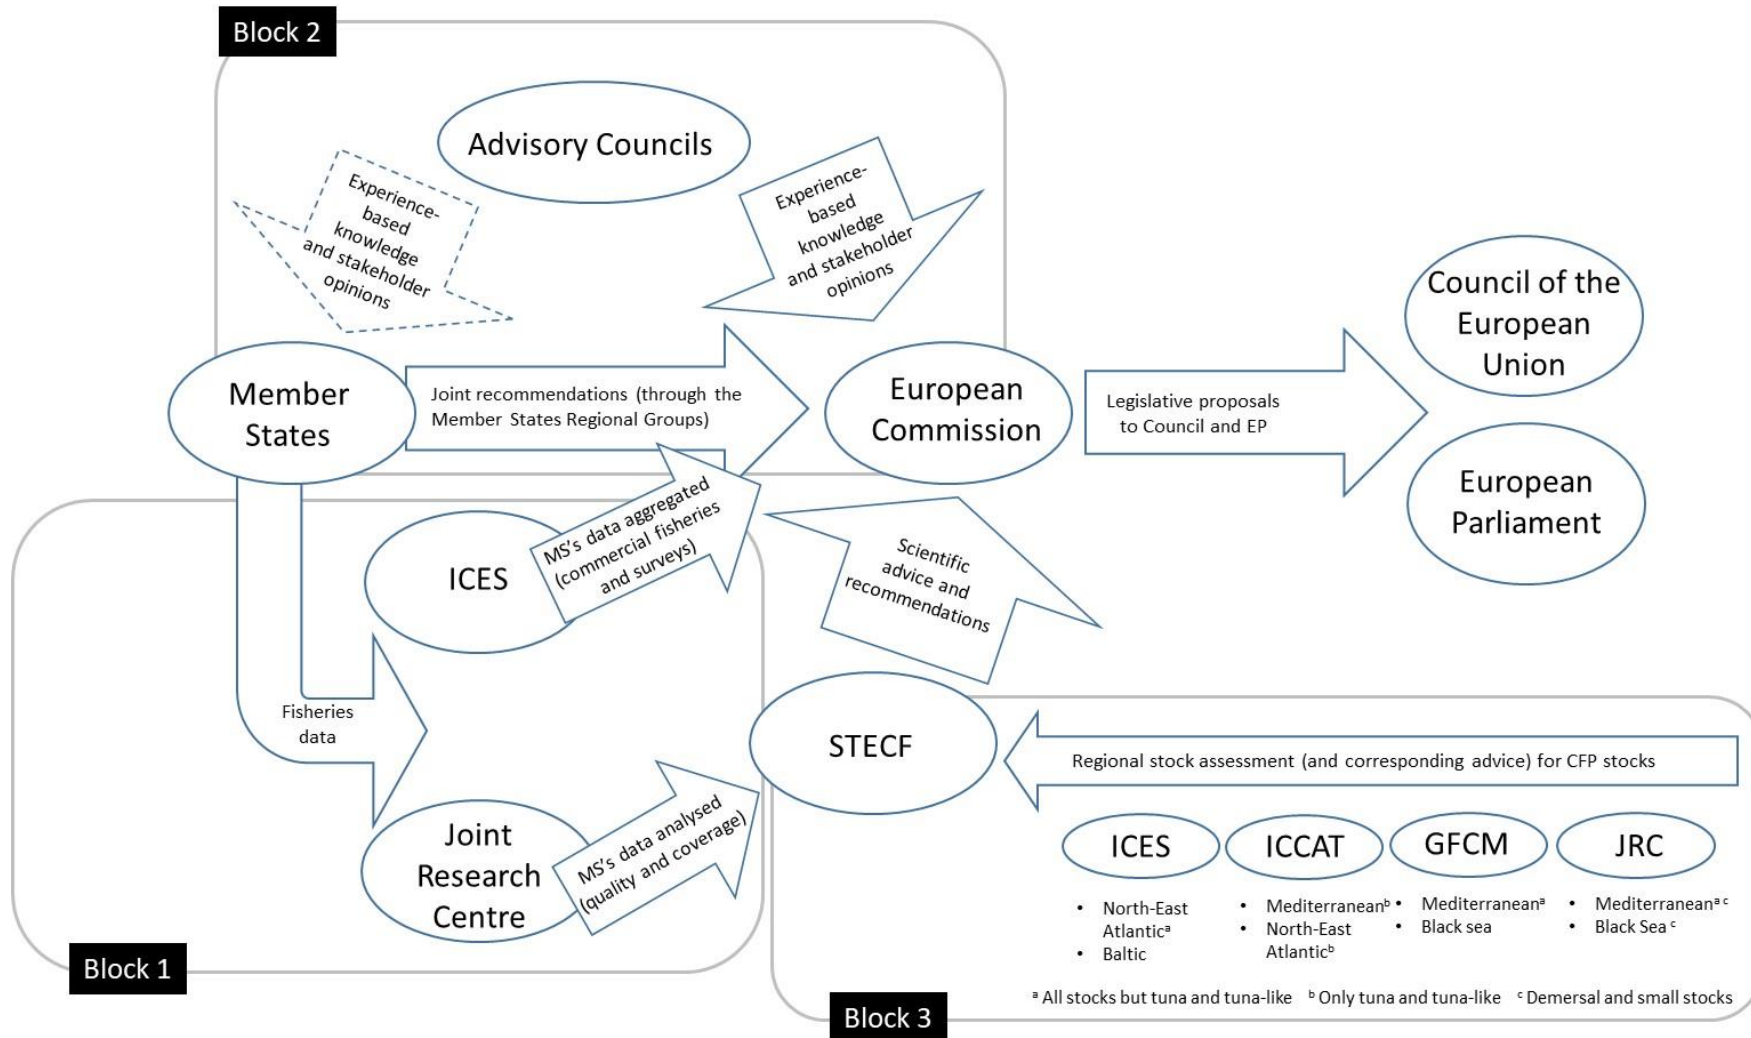 Block 2
Advisory Councils
Experience-
based
knowledge
and stakeholder
opinions
Experience-
based
knowledge
and stakeholder
opinions
Member
States
Joint recommendations (through the
Member States Regional Groups)
European
Commission
Legislative proposals
to Council and EP
Council of the
European
Union
European
Parliament
ICES
MS's data aggregated
(commercial fisheries
and surveys)
Scientific
advice and
recommendations
Fisheries
data
Joint
Research
Centre
MS's data analysed
(quality and coverage)
Block 1
STECF
Regional stock assessment (and corresponding advice) for CFP stocks
ICES
• North-East
Atlanticᵃ
• Baltic
ICCAT
• Mediterraneanᵇ
• North-East
Atlanticᵇ
GFCM
• Mediterraneanᵃ
• Black sea
JRC
• Mediterraneanᵃ ᶜ
• Black Sea ᶜ
ᵃ All stocks but tuna and tuna-like ᵇ Only tuna and tuna-like ᶜ Demersal and small stocks
Block 3